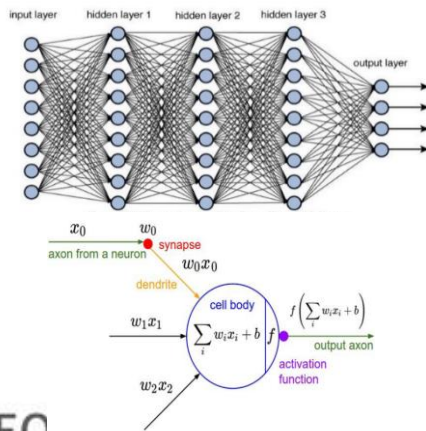 input layer
hidden layer 1
hidden layer 2
hidden layer 3
output layer
x₀
w₀
synapse
axon from a neuron
w₀x₀
dendrite
cell body
f(∑ᵢ wᵢxᵢ + b)
w₁x₁
∑ᵢ wᵢxᵢ + b
f
output axon
activation
function
w₂x₂